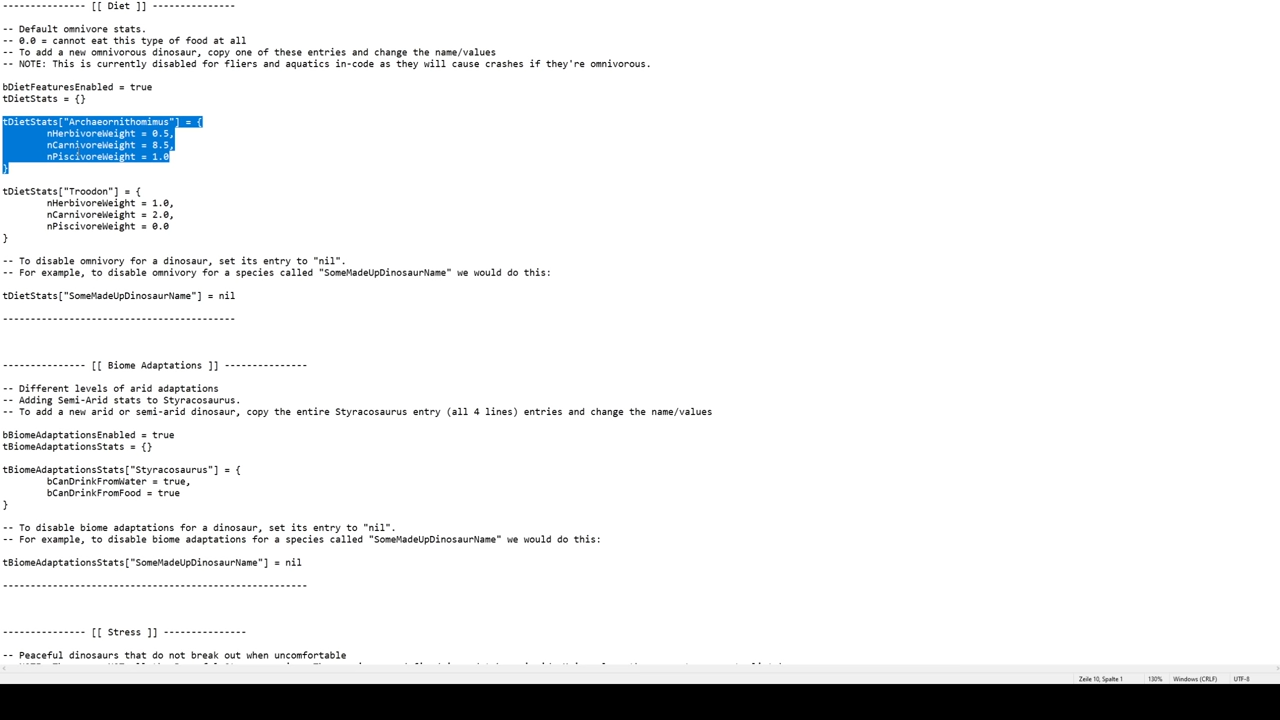 --------------- [[ Diet ]] ---------------
-- Default omnivore stats.
-- 0.0 = cannot eat this type of food at all
-- To add a new omnivorous dinosaur, copy one of these entries and change the name/values
-- NOTE: This is currently disabled for fliers and aquatics in-code as they will cause crashes if they're omnivorous.
bDietFeaturesEnabled = true
tDietStats = {}
tDietStats["Archaeornithomimus"] = {
nHerbivoreWeight = 0.5,
nCarnivoreWeight = 8.5,
nPiscivoreWeight = 1.0
}
tDietStats["Troodon"] = {
nHerbivoreWeight = 1.0,
nCarnivoreWeight = 2.0,
nPiscivoreWeight = 0.0
}
-- To disable omnivory for a dinosaur, set its entry to "nil".
-- For example, to disable omnivory for a species called "SomeMadeUpDinosaurName" we would do this:
tDietStats["SomeMadeUpDinosaurName"] = nil
------------------------------------------
--------------- [[ Biome Adaptations ]] ---------------
-- Different levels of arid adaptations
-- Adding Semi-Arid stats to Styracosaurus.
-- To add a new arid or semi-arid dinosaur, copy the entire Styracosaurus entry (all 4 lines) entries and change the name/values
bBiomeAdaptationsEnabled = true
tBiomeAdaptationsStats = {}
tBiomeAdaptationsStats["Styracosaurus"] = {
bCanDrinkFromWater = true,
bCanDrinkFromFood = true
}
-- To disable biome adaptations for a dinosaur, set its entry to "nil".
-- For example, to disable biome adaptations for a species called "SomeMadeUpDinosaurName" we would do this:
tBiomeAdaptationsStats["SomeMadeUpDinosaurName"] = nil
-------------------------------------------------------
--------------- [[ Stress ]] ---------------
-- Peaceful dinosaurs that do not break out when uncomfortable
Zeile 10, Spalte 1 130% Windows (CRLF) UTF-8